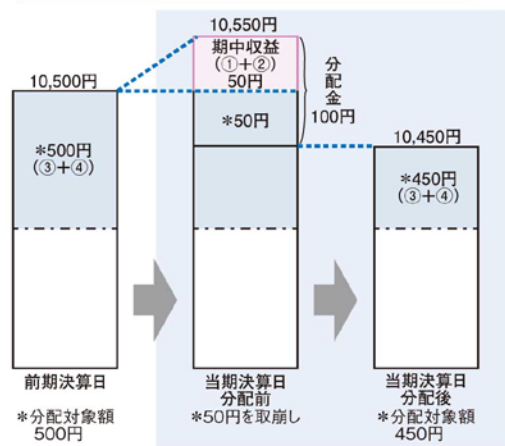 10,500円
*500円
(③+④)
前期決算日
*分配対象額
500円
10,550円
期中収益
(①+②)
50円
*50円
分配金
100円
当期決算日
分配前
*50円を取崩し
10,450円
*450円
(③+④)
当期決算日
分配後
*分配対象額
450円